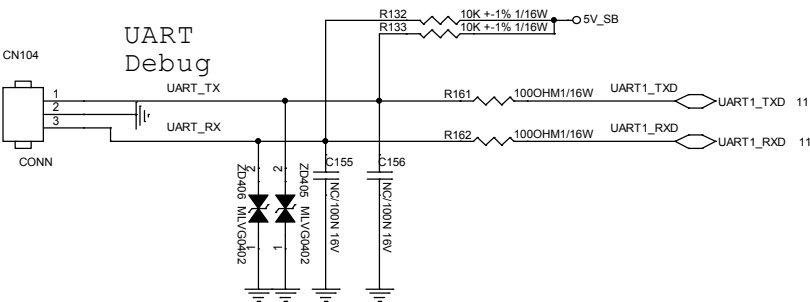 R132 10K +-1% 1/16W 5V_SB
R133 10K +-1% 1/16W
UART
Debug
CN104
1 UART_TX R161 100OHM1/16W UART1_TXD UART1_TXD 11
2
3 UART_RX R162 100OHM1/16W UART1_RXD UART1_RXD 11
CONN
C155 C156
2 2
ZD406 MLVG0402
ZD405 MLVG0402
NC/100N 16V
NC/100N 16V
1 1